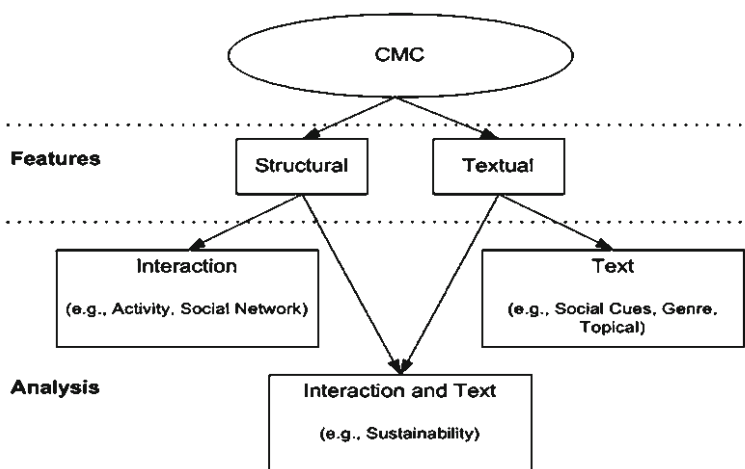 CMC
Features
Structural
Textual
Interaction
(e.g., Activity, Social Network)
Text
(e.g., Social Cues, Genre,
Topical)
Analysis
Interaction and Text
(e.g., Sustainability)